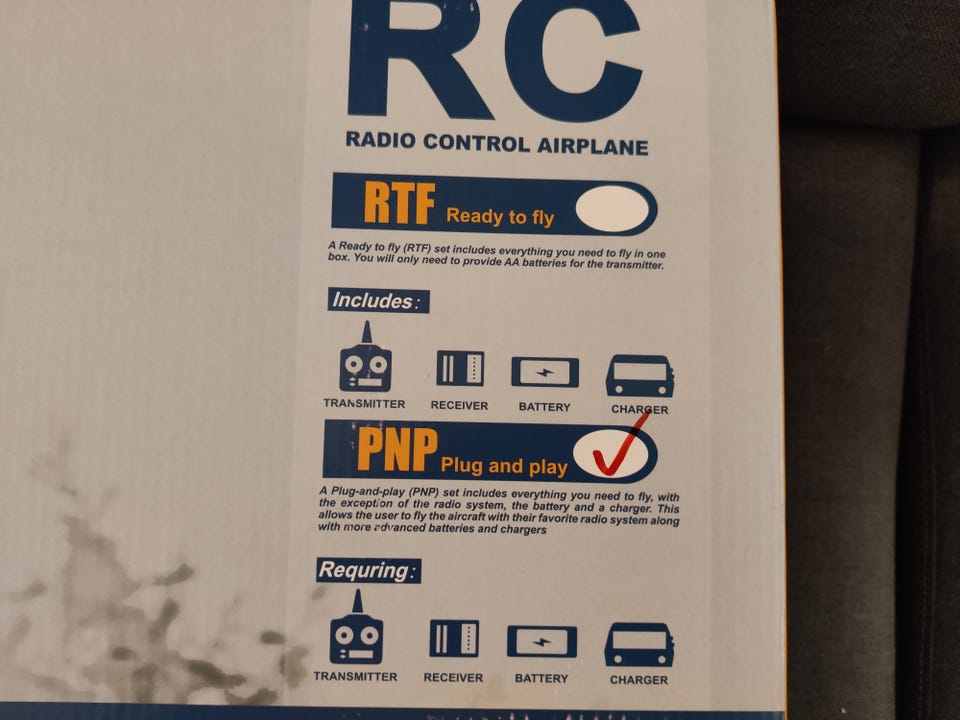 RC
RADIO CONTROL AIRPLANE
RTF Ready to fly
A Ready to fly (RTF) set includes everything you need to fly in one
box. You will only need to provide AA batteries for the transmitter.
Includes:
TRANSMITTER RECEIVER BATTERY CHARGER
PNP Plug and play
A Plug-and-play (PNP) set includes everything you need to fly, with
the exception of the radio system, the battery and a charger. This
allows the user to fly the aircraft with their favorite radio system along
with more advanced batteries and chargers
Requring:
TRANSMITTER RECEIVER BATTERY CHARGER